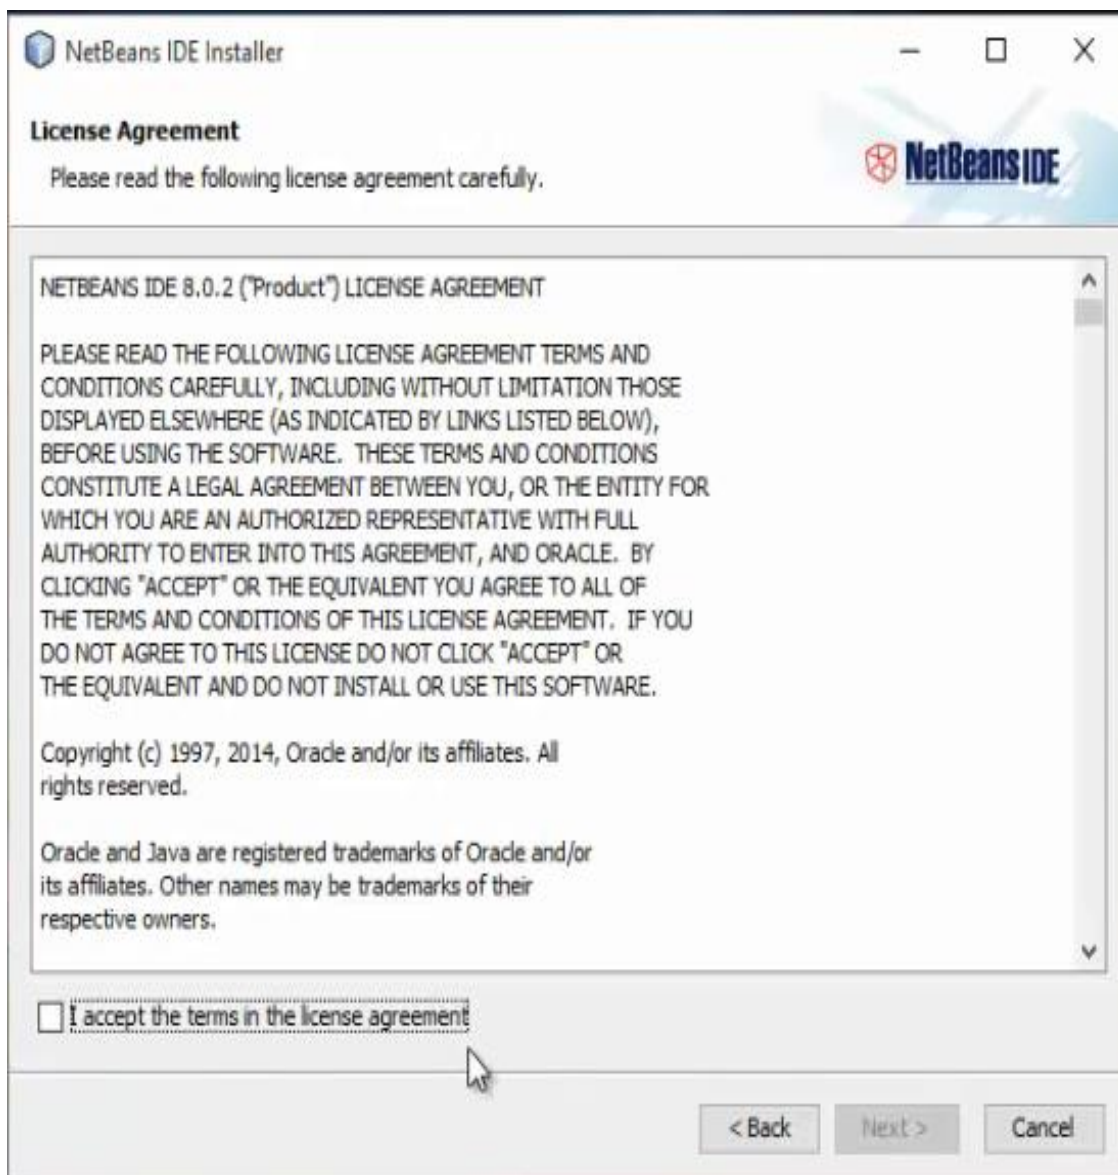 NetBeans IDE Installer
License Agreement
Please read the following license agreement carefully.
NetBeans IDE
NETBEANS IDE 8.0.2 ("Product") LICENSE AGREEMENT
PLEASE READ THE FOLLOWING LICENSE AGREEMENT TERMS AND
CONDITIONS CAREFULLY, INCLUDING WITHOUT LIMITATION THOSE
DISPLAYED ELSEWHERE (AS INDICATED BY LINKS LISTED BELOW),
BEFORE USING THE SOFTWARE.  THESE TERMS AND CONDITIONS
CONSTITUTE A LEGAL AGREEMENT BETWEEN YOU, OR THE ENTITY FOR
WHICH YOU ARE AN AUTHORIZED REPRESENTATIVE WITH FULL
AUTHORITY TO ENTER INTO THIS AGREEMENT, AND ORACLE.  BY
CLICKING "ACCEPT" OR THE EQUIVALENT YOU AGREE TO ALL OF
THE TERMS AND CONDITIONS OF THIS LICENSE AGREEMENT.  IF YOU
DO NOT AGREE TO THIS LICENSE DO NOT CLICK "ACCEPT" OR
THE EQUIVALENT AND DO NOT INSTALL OR USE THIS SOFTWARE.
Copyright (c) 1997, 2014, Oracle and/or its affiliates. All
rights reserved.
Oracle and Java are registered trademarks of Oracle and/or
its affiliates. Other names may be trademarks of their
respective owners.
I accept the terms in the license agreement
< Back
Next >
Cancel